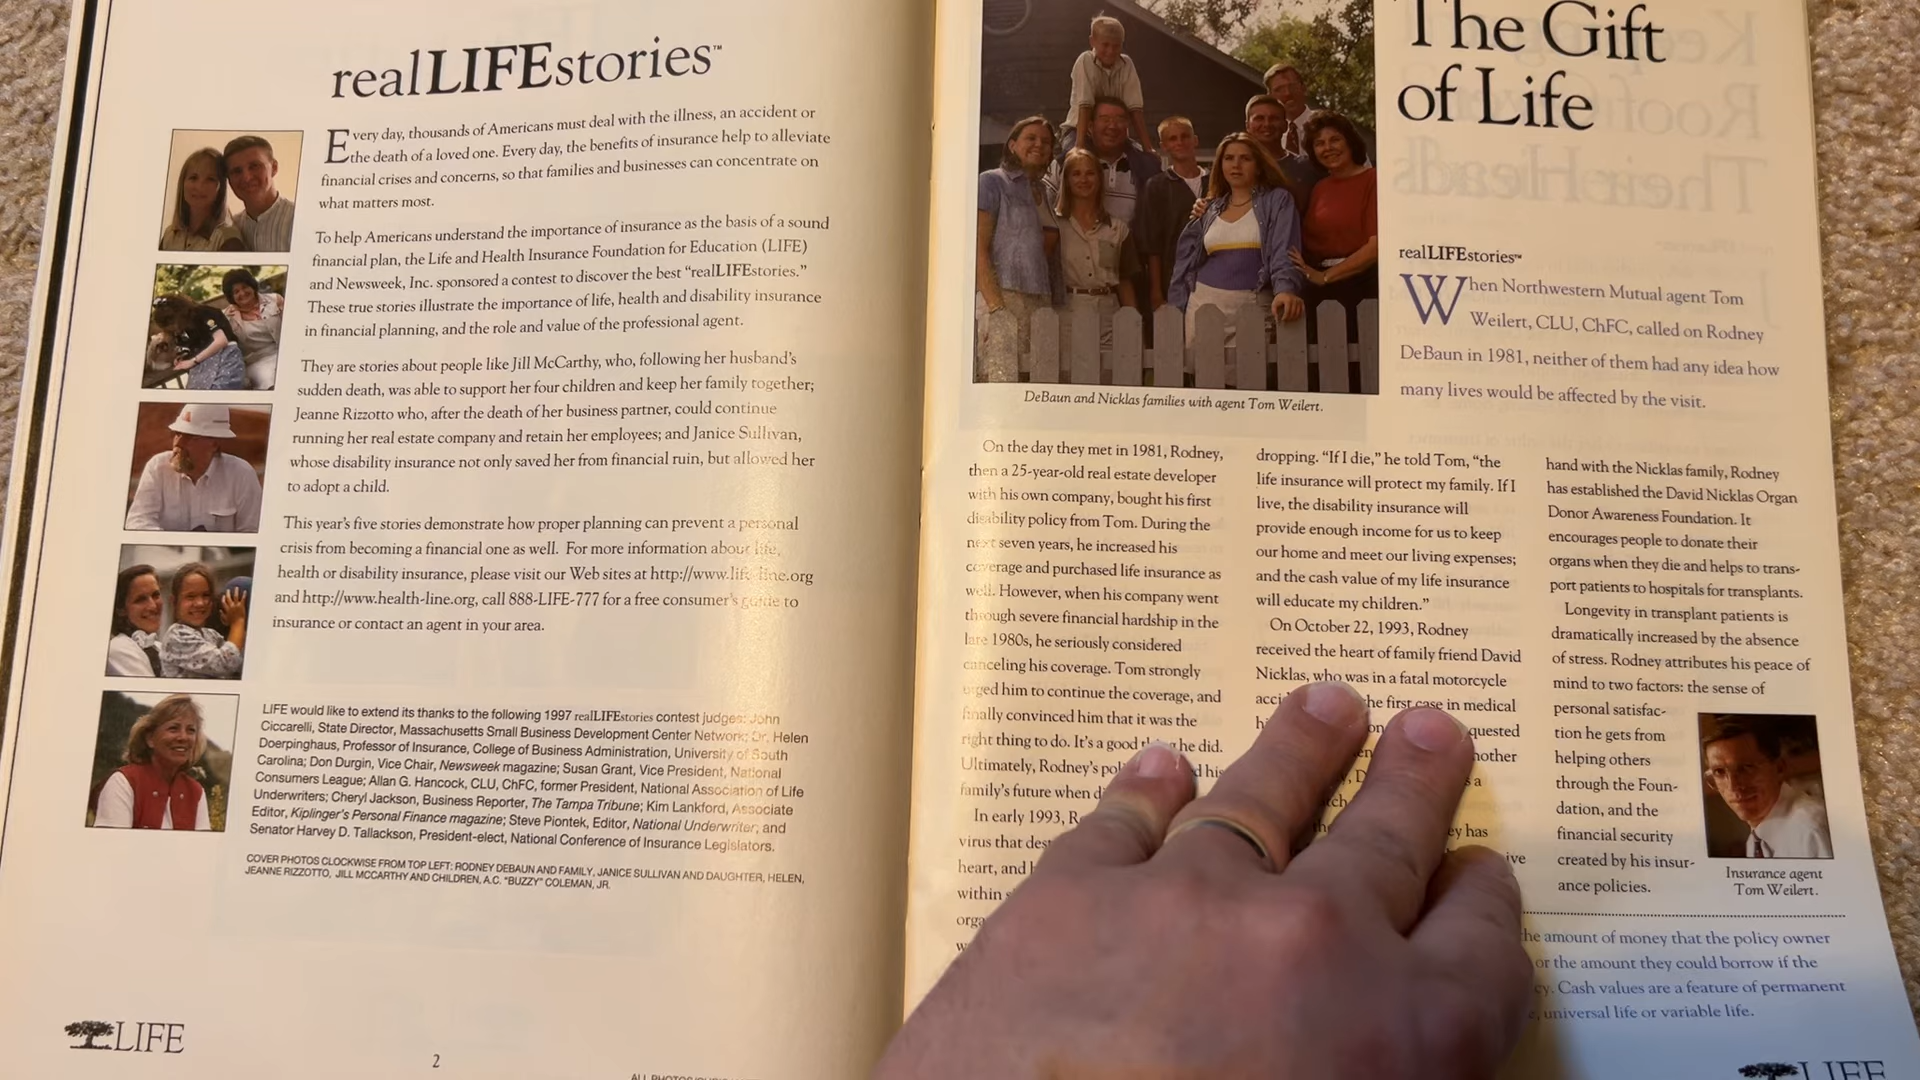 realLIFEstories™
Every day, thousands of Americans must deal with the illness, an accident or
the death of a loved one. Every day, the benefits of insurance help to alleviate
financial crises and concerns, so that families and businesses can concentrate on
what matters most.
To help Americans understand the importance of insurance as the basis of a sound
financial plan, the Life and Health Insurance Foundation for Education (LIFE)
and Newsweek, Inc. sponsored a contest to discover the best “realLIFEstories.”
These true stories illustrate the importance of life, health and disability insurance
in financial planning, and the role and value of the professional agent.
They are stories about people like Jill McCarthy, who, following her husband's
sudden death, was able to support her four children and keep her family together;
Jeanne Rizzotto who, after the death of her business partner, could continue
running her real estate company and retain her employees; and Janice Sullivan,
whose disability insurance not only saved her from financial ruin, but allowed her
to adopt a child.
This year's five stories demonstrate how proper planning can prevent a personal
crisis from becoming a financial one as well. For more information about life,
health or disability insurance, please visit our Web sites at http://www.life-line.org
and http://www.health-line.org, call 888-LIFE-777 for a free consumer's guide to
insurance or contact an agent in your area.
LIFE would like to extend its thanks to the following 1997 realLIFEstories contest judges: John
Ciccarelli, State Director, Massachusetts Small Business Development Center Network; Dr. Helen
Doerpinghaus, Professor of Insurance, College of Business Administration, University of South
Carolina; Don Durgin, Vice Chair, Newsweek magazine; Susan Grant, Vice President, National
Consumers League; Allan G. Hancock, CLU, ChFC, former President, National Association of Life
Underwriters; Cheryl Jackson, Business Reporter, The Tampa Tribune; Kim Lankford, Associate
Editor, Kiplinger's Personal Finance magazine; Steve Piontek, Editor, National Underwriter; and
Senator Harvey D. Tallackson, President-elect, National Conference of Insurance Legislators.
COVER PHOTOS CLOCKWISE FROM TOP LEFT: RODNEY DEBAUN AND FAMILY, JANICE SULLIVAN AND DAUGHTER, HELEN,
JEANNE RIZZOTTO, JILL MCCARTHY AND CHILDREN, A.C. "BUZZY" COLEMAN, JR.
LIFE
2
The Gift
of Life
DeBaun and Nicklas families with agent Tom Weilert.
realLIFEstories™
When Northwestern Mutual agent Tom
Weilert, CLU, ChFC, called on Rodney
DeBaun in 1981, neither of them had any idea how
many lives would be affected by the visit.
On the day they met in 1981, Rodney,
then a 25-year-old real estate developer
with his own company, bought his first
disability policy from Tom. During the
next seven years, he increased his
coverage and purchased life insurance as
well. However, when his company went
through severe financial hardship in the
late 1980s, he seriously considered
canceling his coverage. Tom strongly
urged him to continue the coverage, and
finally convinced him that it was the
right thing to do. It's a good thing he did.
Ultimately, Rodney's his
family's future when
In early 1993,
virus that
heart, and
within
dropping. “If I die,” he told Tom, “the
life insurance will protect my family. If I
live, the disability insurance will
provide enough income for us to keep
our home and meet our living expenses;
and the cash value of my life insurance
will educate my children.”
On October 22, 1993, Rodney
received the heart of family friend David
Nicklas, who was in a fatal motorcycle
the first case in medical
a
has
hand with the Nicklas family, Rodney
has established the David Nicklas Organ
Donor Awareness Foundation. It
encourages people to donate their
organs when they die and helps to trans-
port patients to hospitals for transplants.
Longevity in transplant patients is
dramatically increased by the absence
of stress. Rodney attributes his peace of
mind to two factors: the sense of
personal satisfac-
tion he gets from
helping others
through the Foun-
dation, and the
financial security
created by his insur-
ance policies.
Insurance agent
Tom Weilert.
the amount of money that the policy owner
or the amount they could borrow if the
Cash values are a feature of permanent
universal life or variable life.
LIFE